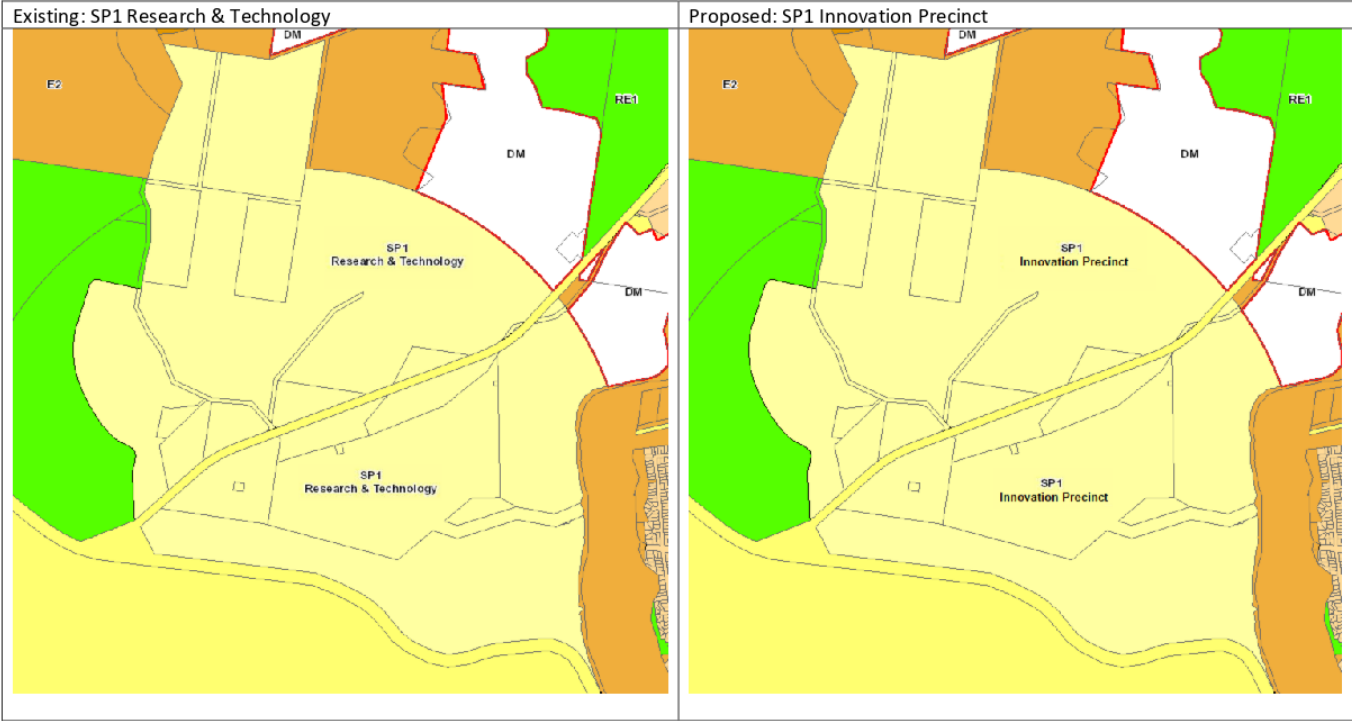 Existing: SP1 Research & Technology
DM
E2
RE1
DM
SP1
Research & Technology
DM
SP1
Research & Technology
Proposed: SP1 Innovation Precinct
DM
E2
RE1
DM
SP1
Innovation Precinct
DM
SP1
Innovation Precinct